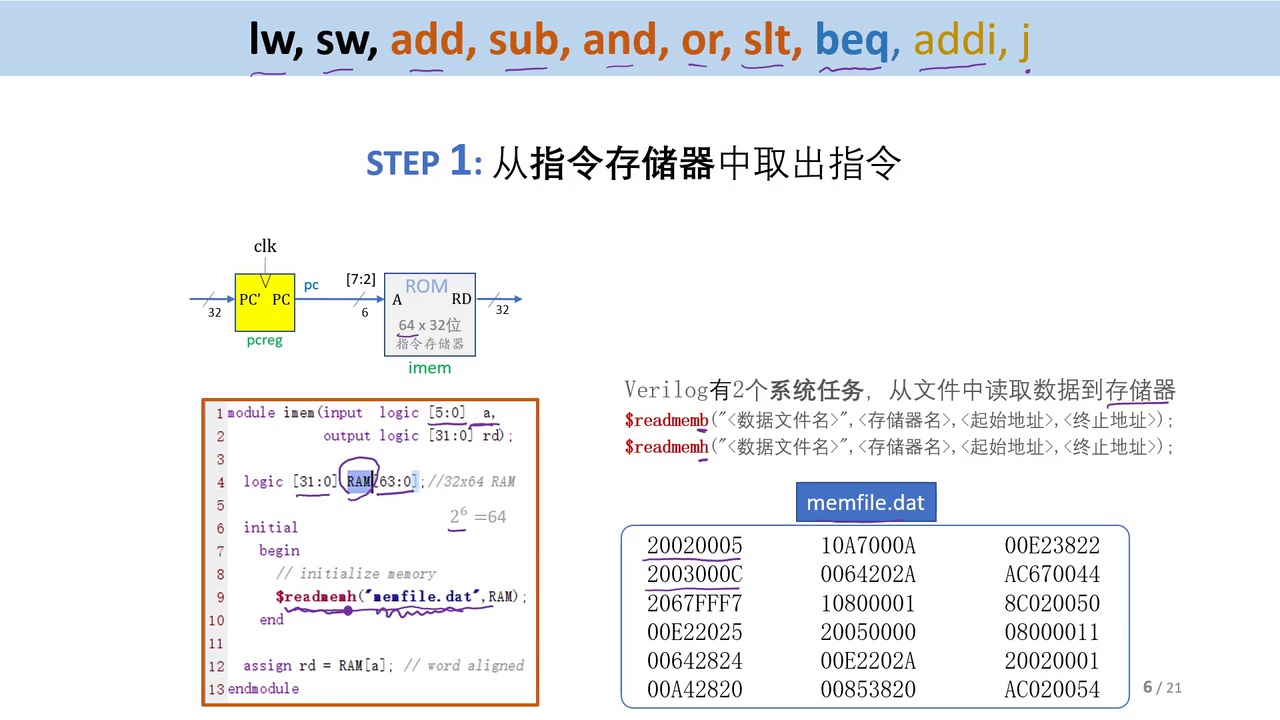 lw, sw, add, sub, and, or, slt, beq, addi, j
STEP 1: 从指令存储器中取出指令
clk
PC' PC
pc
[7:2]
32
6
32
ROM
A RD
64 x 32位
指令存储器
pcreg
imem
1 module imem(input logic [5:0] a,
2 output logic [31:0] rd);
3
4 logic [31:0] RAM[63:0];//32x64 RAM
5
2^6 =64
6 initial
7 begin
8 // initialize memory
9 $readmemh("memfile.dat",RAM);
10 end
11
12 assign rd = RAM[a]; // word aligned
13 endmodule
Verilog有2个系统任务，从文件中读取数据到存储器
$readmemb("<数据文件名>",<存储器名>,<起始地址>,<终止地址>);
$readmemh("<数据文件名>",<存储器名>,<起始地址>,<终止地址>);
memfile.dat
20020005 10A7000A 00E23822
2003000C 0064202A AC670044
2067FFF7 10800001 8C020050
00E22025 20050000 08000011
00642824 00E2202A 20020001
00A42820 00853820 AC020054
6 / 21